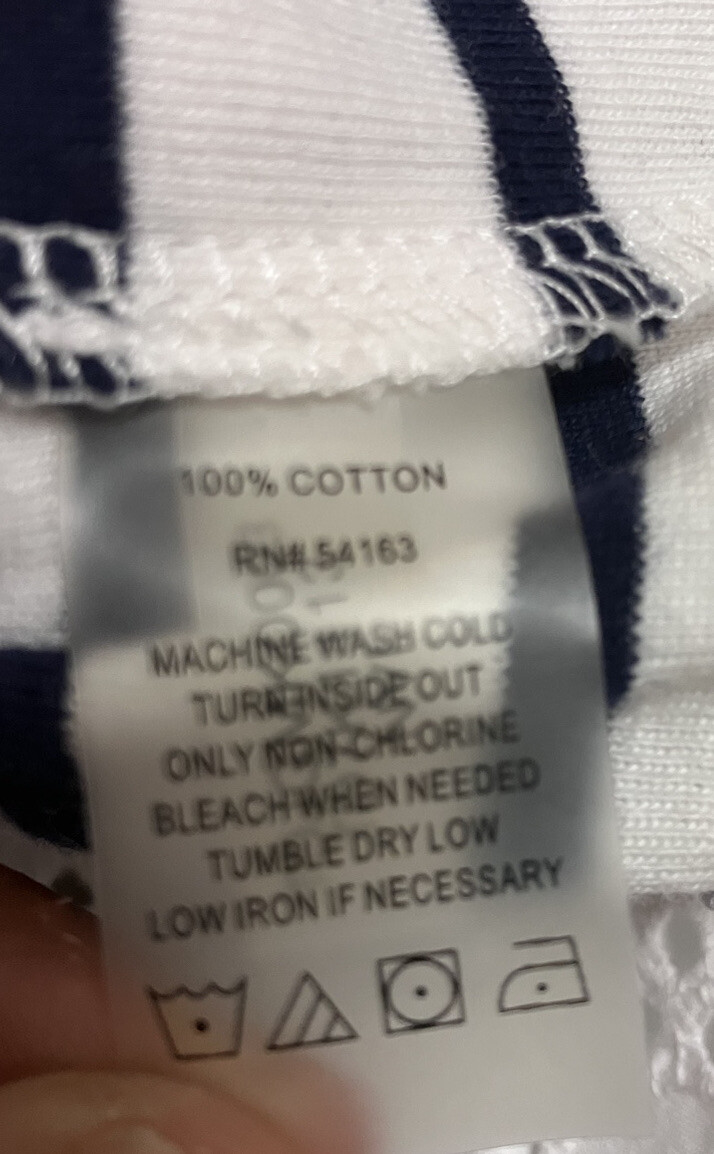 100% COTTON
RN# 54163
MACHINE WASH COLD
TURN INSIDE OUT
ONLY NON-CHLORINE
BLEACH WHEN NEEDED
TUMBLE DRY LOW
LOW IRON IF NECESSARY